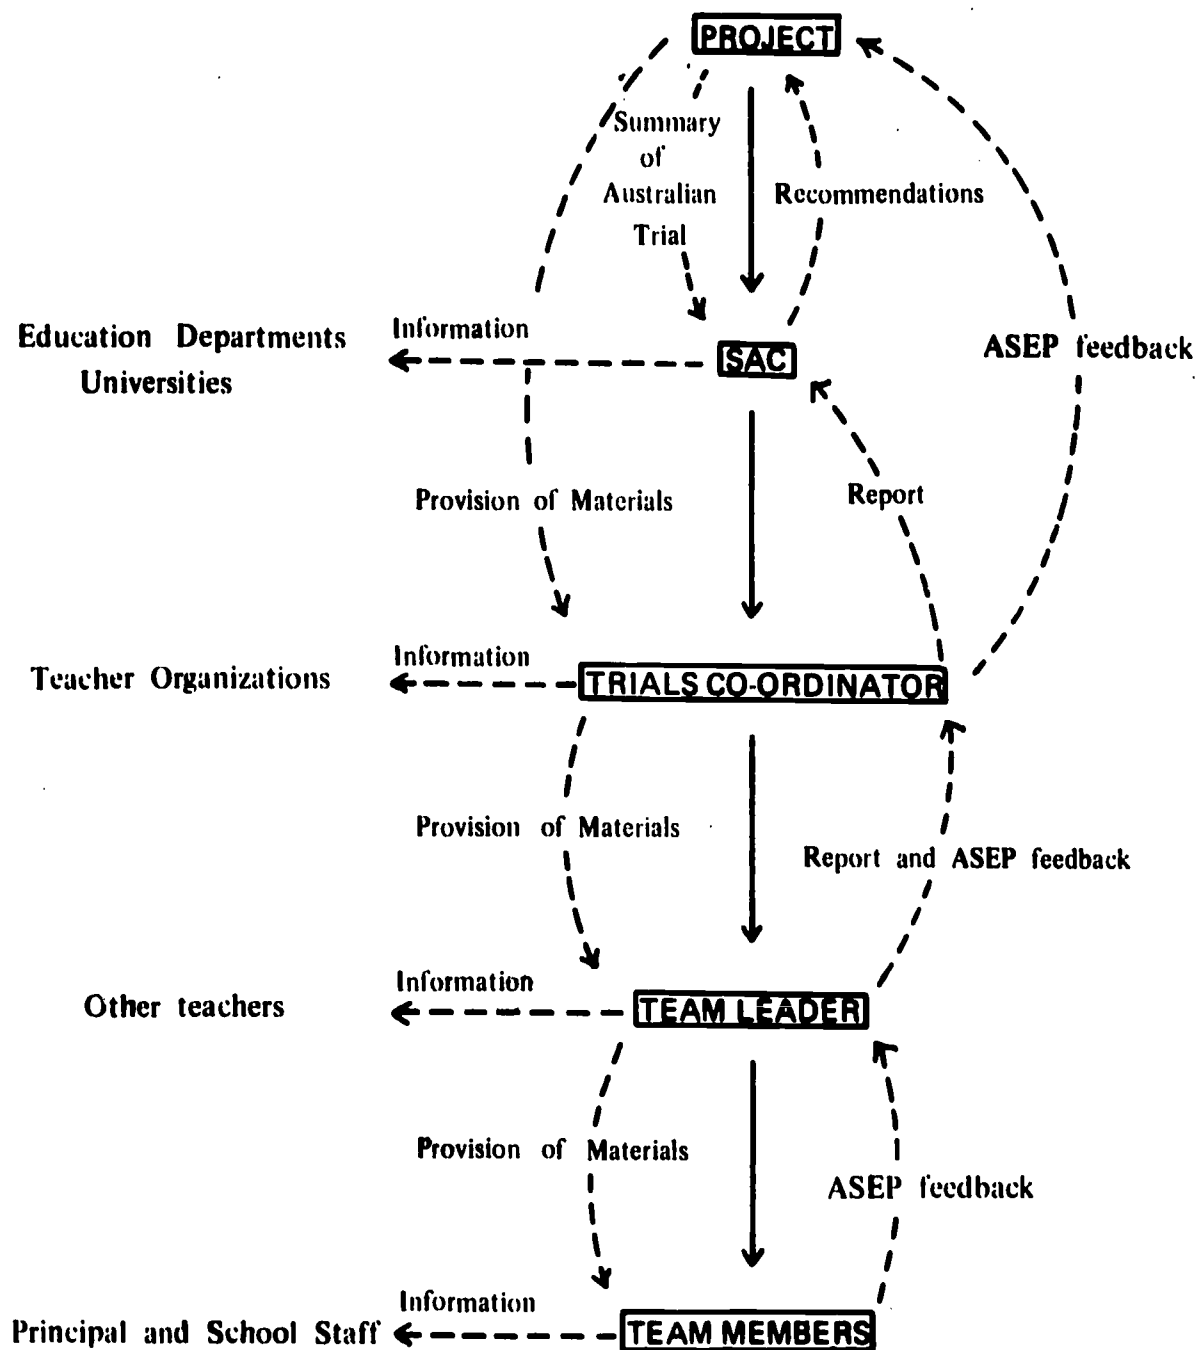 PROJECT
Summary
of
Australian
Trial
Recommendations
Education Departments
Universities
Information
SAC
ASEP feedback
Provision of Materials
Report
Teacher Organizations
Information
TRIALS CO-ORDINATOR
Provision of Materials
Report and ASEP feedback
Other teachers
Information
TEAM LEADER
Provision of Materials
ASEP feedback
Principal and School Staff
Information
TEAM MEMBERS